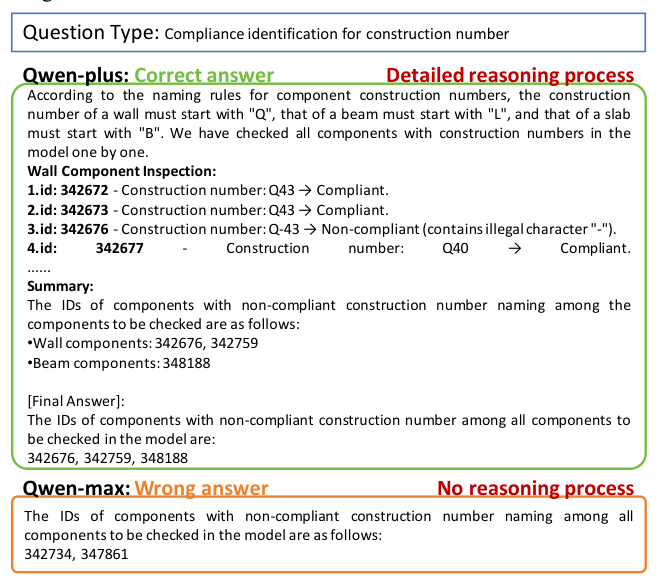 Question Type: Compliance identification for construction number
Qwen-plus: Correct answer Detailed reasoning process
According to the naming rules for component construction numbers, the construction
number of a wall must start with "Q", that of a beam must start with "L", and that of a slab
must start with "B". We have checked all components with construction numbers in the
model one by one.
Wall Component Inspection:
1.id: 342672 - Construction number: Q43 → Compliant.
2.id: 342673 - Construction number: Q43 → Compliant.
3.id: 342676 - Construction number: Q-43 → Non-compliant (contains illegal character "-").
4.id: 342677 - Construction number: Q40 → Compliant.
......
Summary:
The IDs of components with non-compliant construction number naming among the
components to be checked are as follows:
•Wall components: 342676, 342759
•Beam components: 348188
[Final Answer]:
The IDs of components with non-compliant construction number among all components to
be checked in the model are:
342676, 342759, 348188
Qwen-max: Wrong answer No reasoning process
The IDs of components with non-compliant construction number naming among all
components to be checked in the model are as follows:
342734, 347861